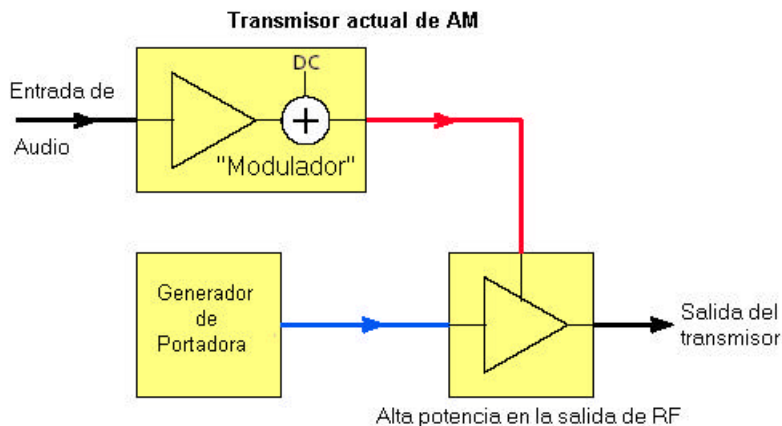 Transmisor actual de AM
DC
Entrada de
Audio
"Modulador"
Generador
de
Portadora
Salida del
transmisor
Alta potencia en la salida de RF